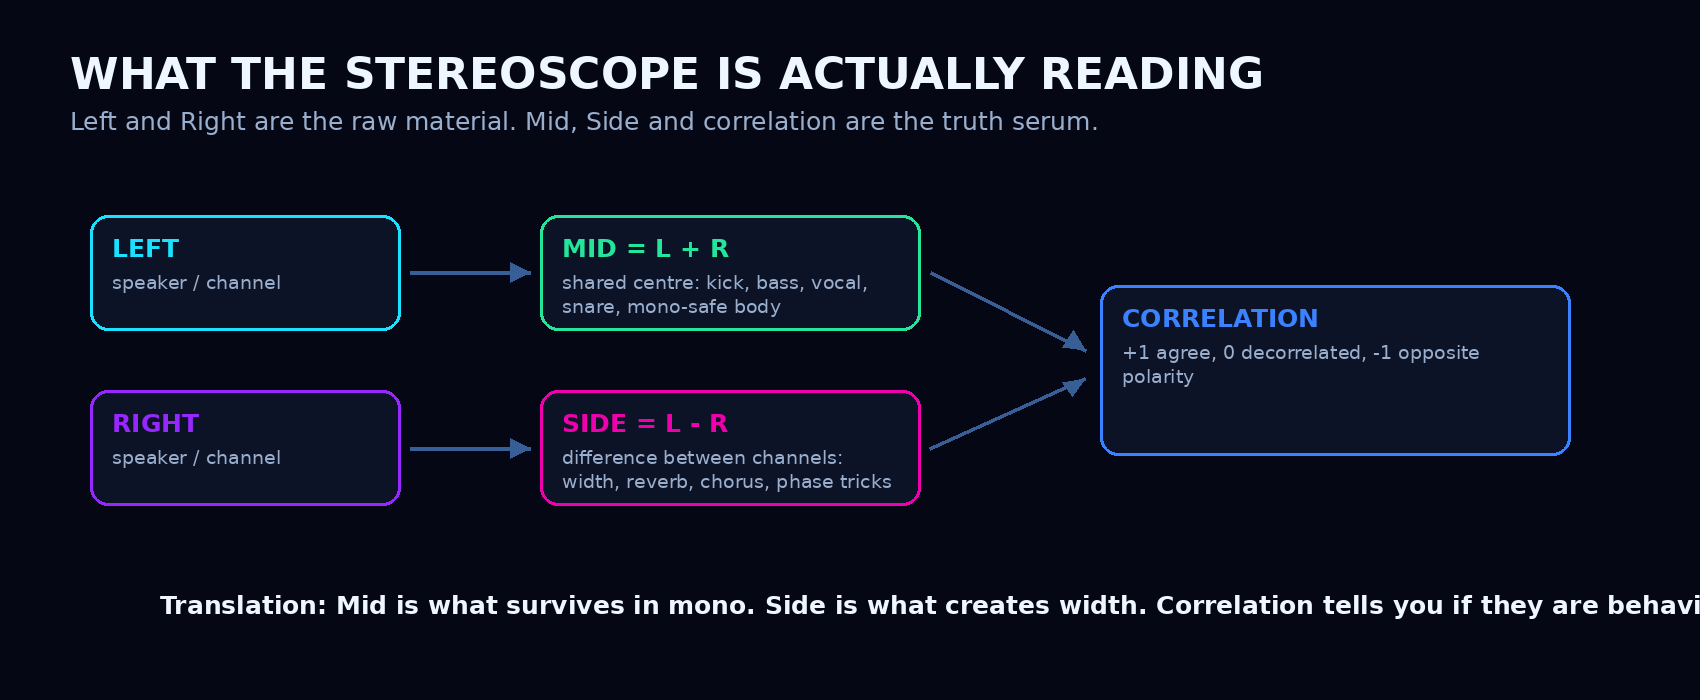 WHAT THE STEREOSCOPE IS ACTUALLY READING
Left and Right are the raw material. Mid, Side and correlation are the truth serum.
LEFT
speaker / channel
MID = L + R
shared centre: kick, bass, vocal,
snare, mono-safe body
CORRELATION
+1 agree, 0 decorrelated, -1 opposite
polarity
RIGHT
speaker / channel
SIDE = L - R
difference between channels:
width, reverb, chorus, phase tricks
Translation: Mid is what survives in mono. Side is what creates width. Correlation tells you if they are behavi